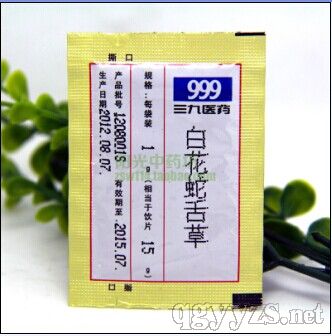 撕 口
999
三九医药
白花蛇舌草
规格:每袋装 1 g(相当于饮片 15 g)
产品批号 1208001S 有效期至 2015.07.
生产日期 2012.08.07.
口 撕
qgyyzs.net